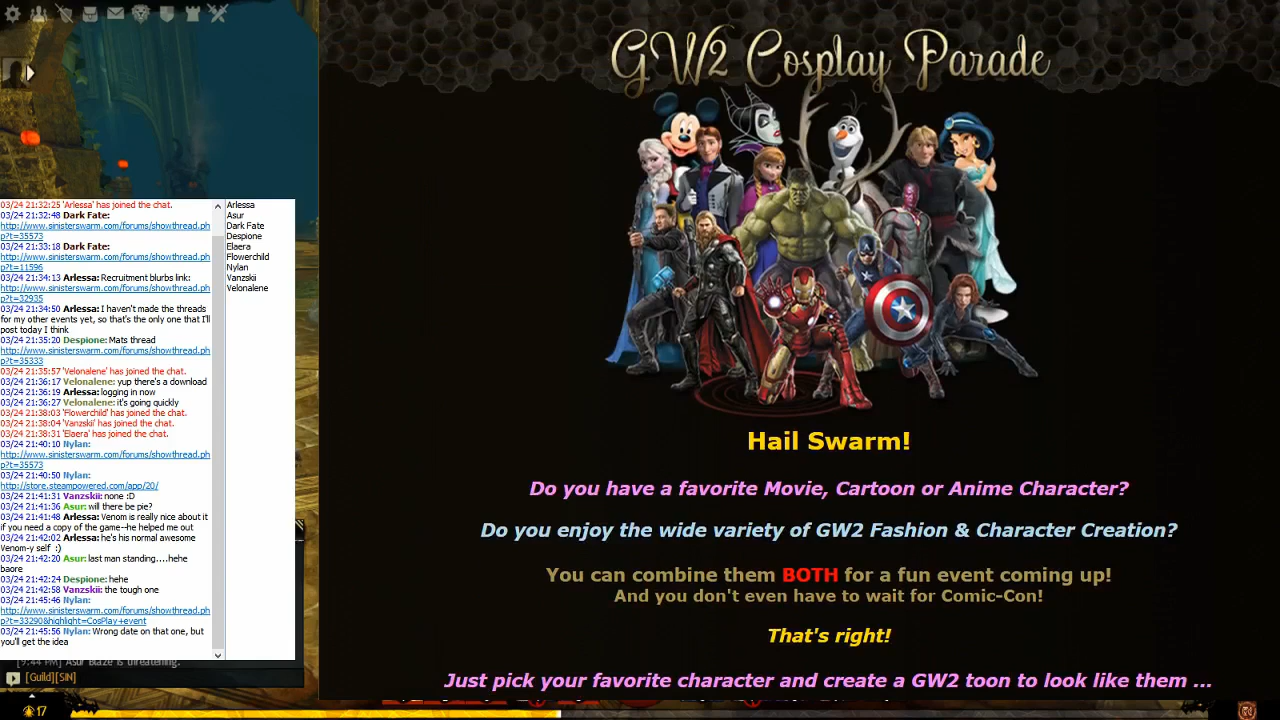 GW2 Cosplay Parade
03/24 21:32:25 'Arlessa' has joined the chat.
03/24 21:32:48 Dark Fate:
http://www.sinisterswarm.com/forums/showthread.ph
p?t=35573
03/24 21:33:18 Dark Fate:
http://www.sinisterswarm.com/forums/showthread.ph
p?t=11596
03/24 21:34:13 Arlessa: Recruitment blurbs link:
http://www.sinisterswarm.com/forums/showthread.ph
p?t=32935
03/24 21:34:50 Arlessa: I haven't made the threads
for my other events yet, so that's the only one that I'll
post today I think
03/24 21:35:20 Despione: Mats thread
http://www.sinisterswarm.com/forums/showthread.ph
p?t=35333
03/24 21:35:57 'Velonalene' has joined the chat.
03/24 21:36:17 Velonalene: yup there's a download
03/24 21:36:19 Arlessa: logging in now
03/24 21:36:27 Velonalene: it's going quickly
03/24 21:38:03 'Flowerchild' has joined the chat.
03/24 21:38:04 'Vanzskii' has joined the chat.
03/24 21:38:31 'Elaera' has joined the chat.
03/24 21:40:10 Nylan:
http://www.sinisterswarm.com/forums/showthread.ph
p?t=35573
03/24 21:40:50 Nylan:
http://store.steampowered.com/app/20/
03/24 21:41:31 Vanzskii: none :D
03/24 21:41:36 Asur: will there be pie?
03/24 21:41:48 Arlessa: Venom is really nice about it
if you need a copy of the game--he helped me out
03/24 21:42:02 Arlessa: he's his normal awesome
Venom-y self :)
03/24 21:42:20 Asur: last man standing....hehe
baore
03/24 21:42:24 Despione: hehe
03/24 21:42:58 Vanzskii: the tough one
03/24 21:45:46 Nylan:
http://www.sinisterswarm.com/forums/showthread.ph
p?t=33290&highlight=CosPlay+event
03/24 21:45:56 Nylan: Wrong date on that one, but
you'll get the idea
Arlessa
Asur
Dark Fate
Despione
Elaera
Flowerchild
Nylan
Vanzskii
Velonalene
[9:44 PM] Asur Blaze is threatening.
[Guild][SIN]
17
Hail Swarm!
Do you have a favorite Movie, Cartoon or Anime Character?
Do you enjoy the wide variety of GW2 Fashion & Character Creation?
You can combine them BOTH for a fun event coming up!
And you don't even have to wait for Comic-Con!
That's right!
Just pick your favorite character and create a GW2 toon to look like them ...